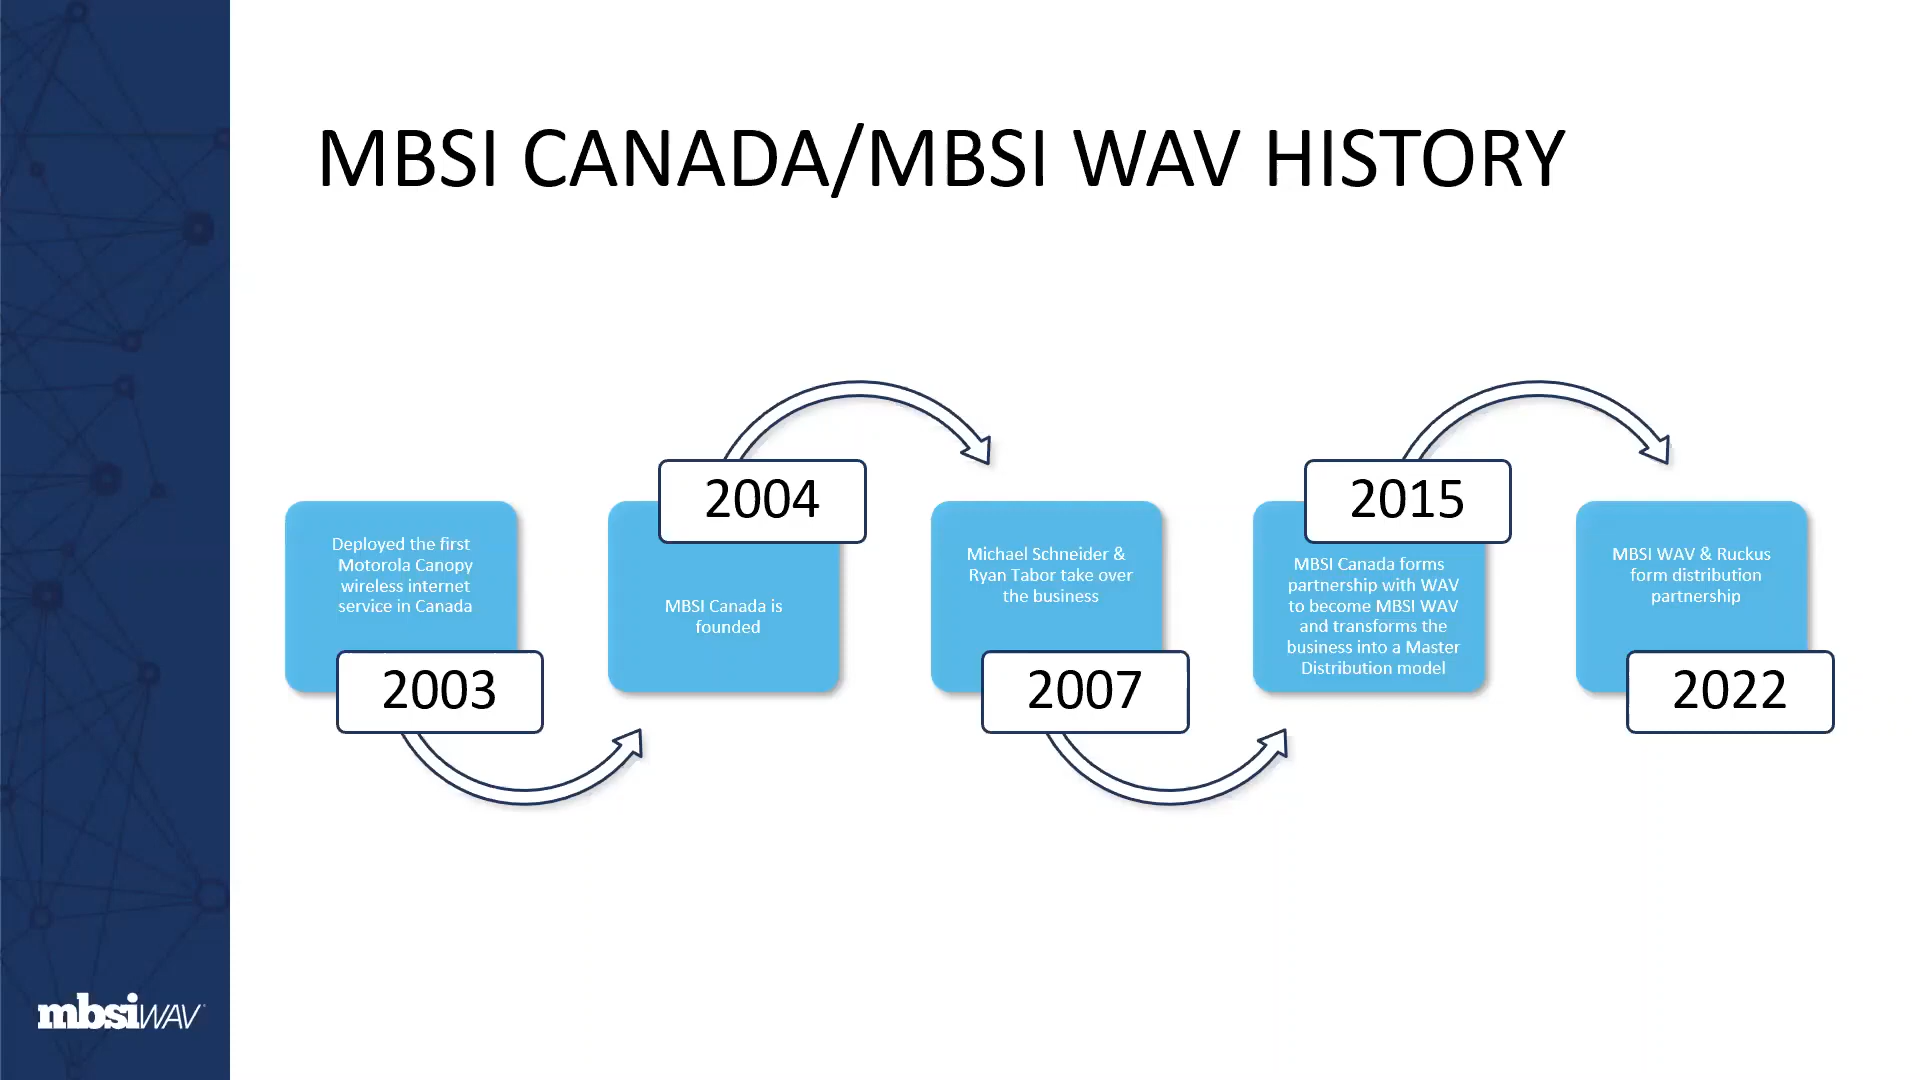 MBSI CANADA/MBSI WAV HISTORY
Deployed the first
Motorola Canopy
wireless internet
service in Canada
2003
2004
MBSI Canada is
founded
Michael Schneider &
Ryan Tabor take over
the business
2007
2015
MBSI Canada forms
partnership with WAV
to become MBSI WAV
and transforms the
business into a Master
Distribution model
MBSI WAV & Ruckus
form distribution
partnership
2022
mbsiWAV